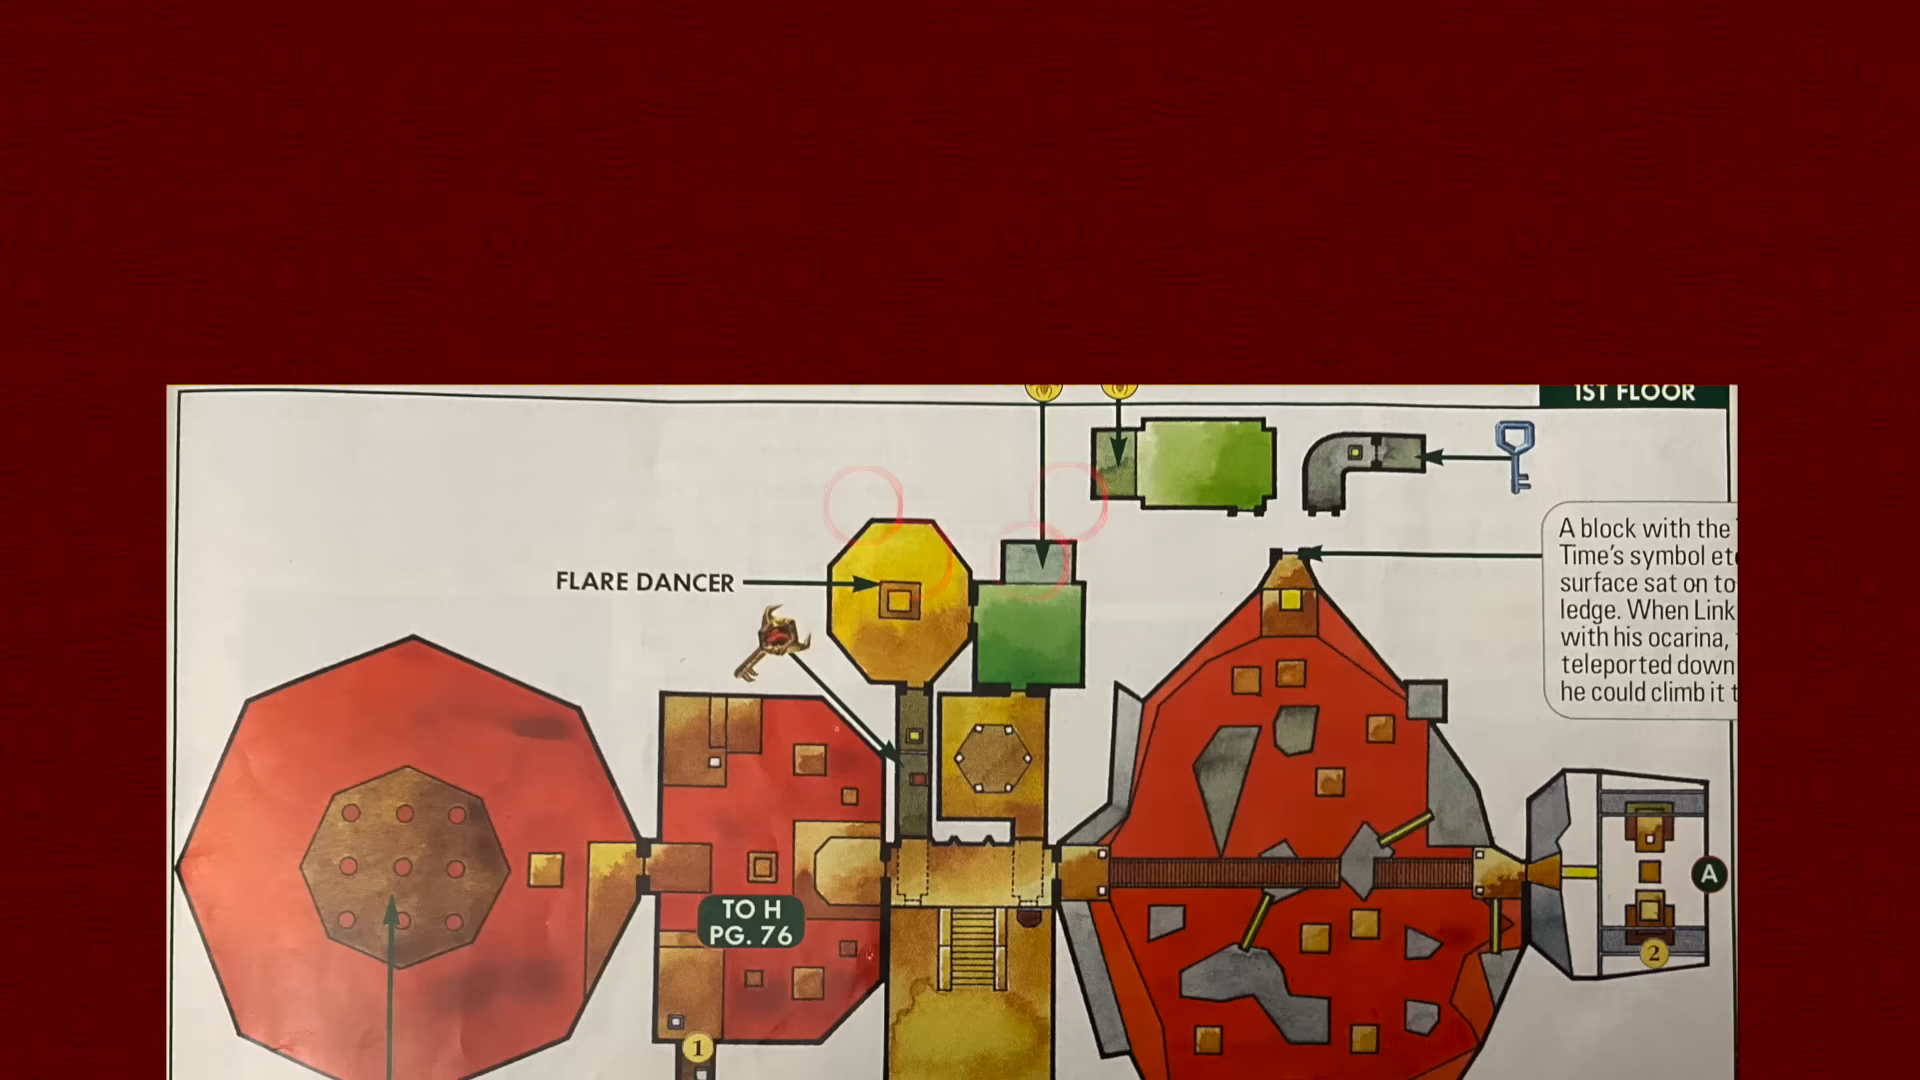 1ST FLOOR
A block with the
Time's symbol et
surface sat on to
ledge. When Link
with his ocarina,
teleported down
he could climb it t
FLARE DANCER
TO H
PG. 76
A
2
1